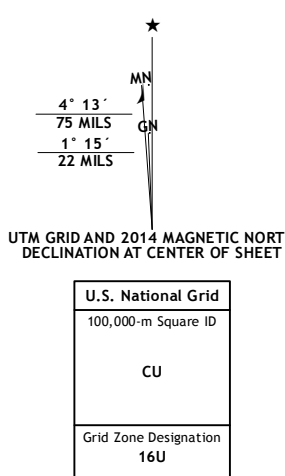 ★
MN
4° 13´
75 MILS
GN
1° 15´
22 MILS
UTM GRID AND 2014 MAGNETIC NORT
DECLINATION AT CENTER OF SHEET
U.S. National Grid
100,000-m Square ID
CU
Grid Zone Designation
16U